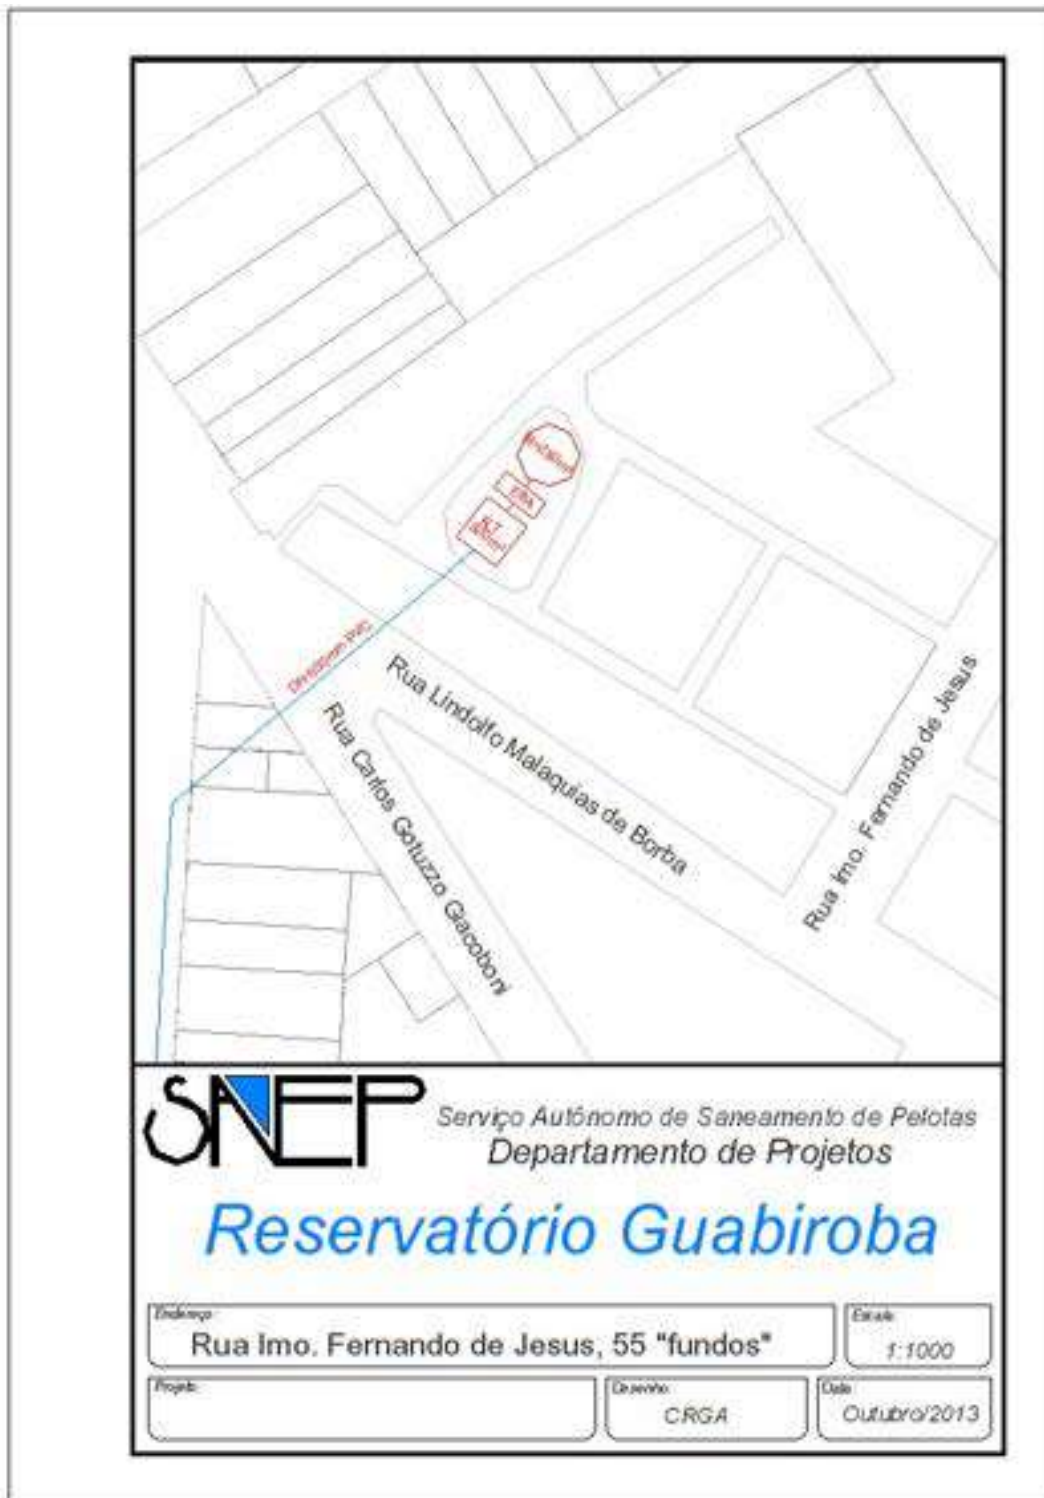 Rua Lindolfo Malaquias de Borba
Rua Carlos Gotuzzo Giacoboni
Rua Imo. Fernando de Jesus
PVC
SANEP
Serviço Autônomo de Saneamento de Pelotas
Departamento de Projetos
Reservatório Guabiroba
Endereço:
Rua Imo. Fernando de Jesus, 55 "fundos"
Escala:
1:1000
Projeto:
Desenho:
CRGA
Data:
Outubro/2013